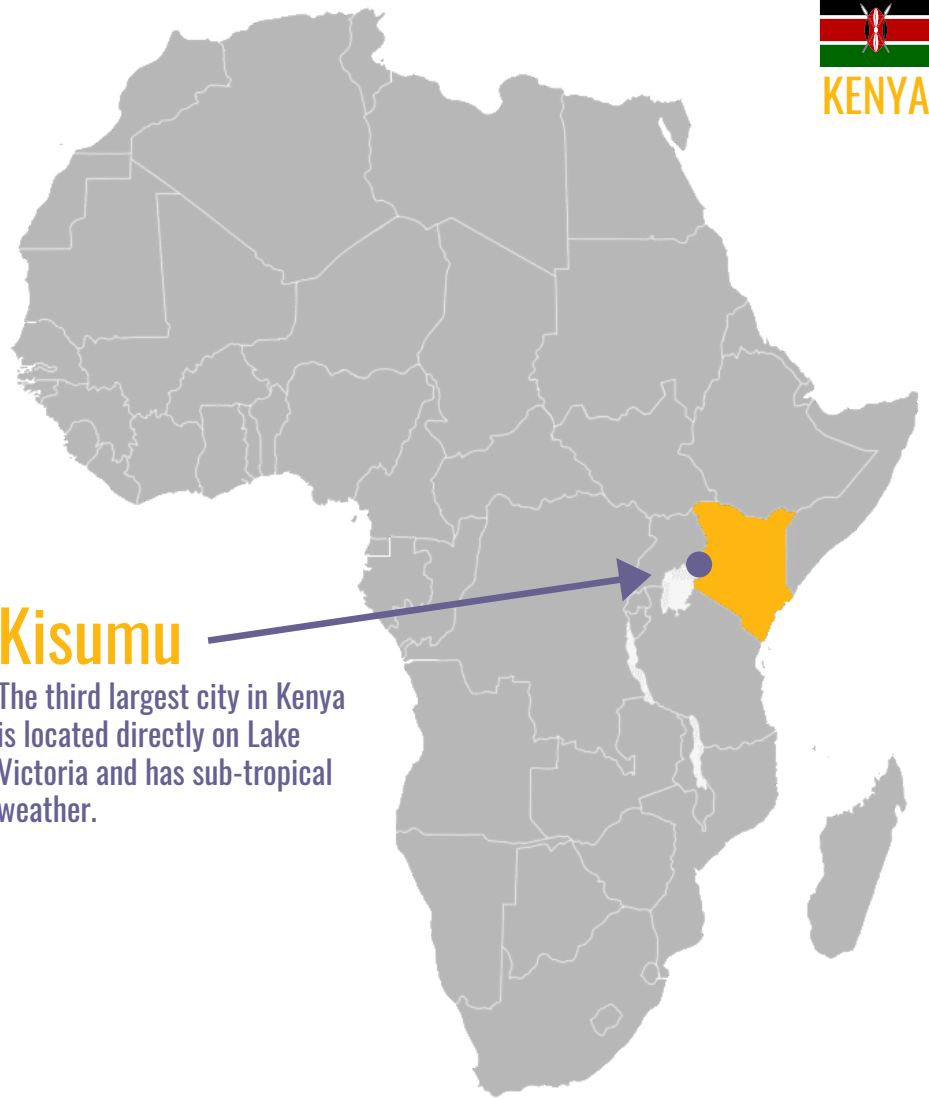 KENYA
Kisumu
The third largest city in Kenya
is located directly on Lake
Victoria and has sub-tropical
weather.